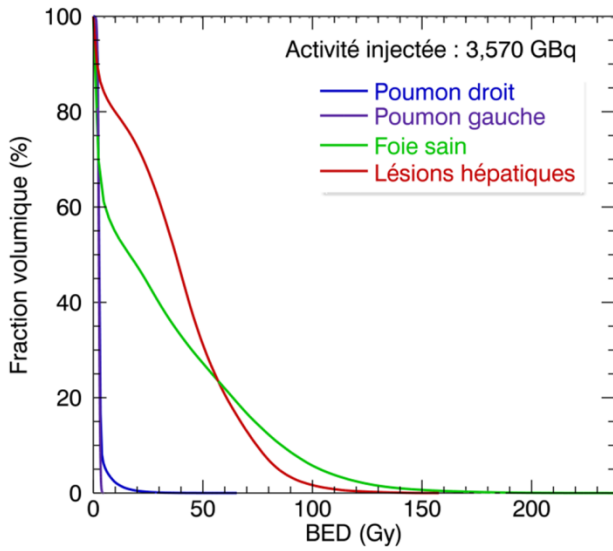 Activité injectée : 3,570 GBq
Poumon droit
Poumon gauche
Foie sain
Lésions hépatiques
Fraction volumique (%)
100
80
60
40
20
0
0 50 100 150 200
BED (Gy)